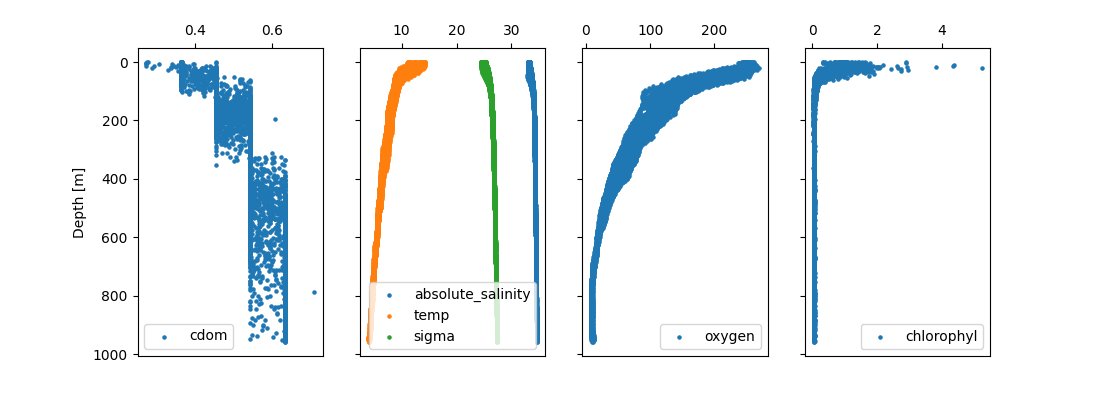 0.4 0.6
10 20 30
0 100 200
0 2 4
0
200
400
600
800
1000
Depth [m]
cdom
absolute_salinity
temp
sigma
oxygen
chlorophyl